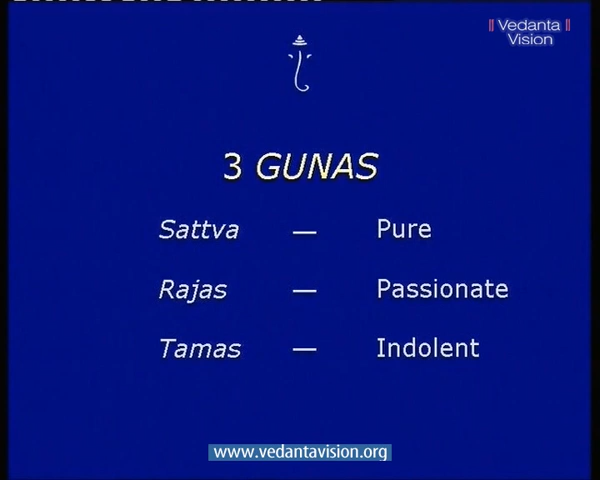 || Vedanta ||
Vision
3 GUNAS
Sattva — Pure
Rajas — Passionate
Tamas — Indolent
www.vedantavision.org